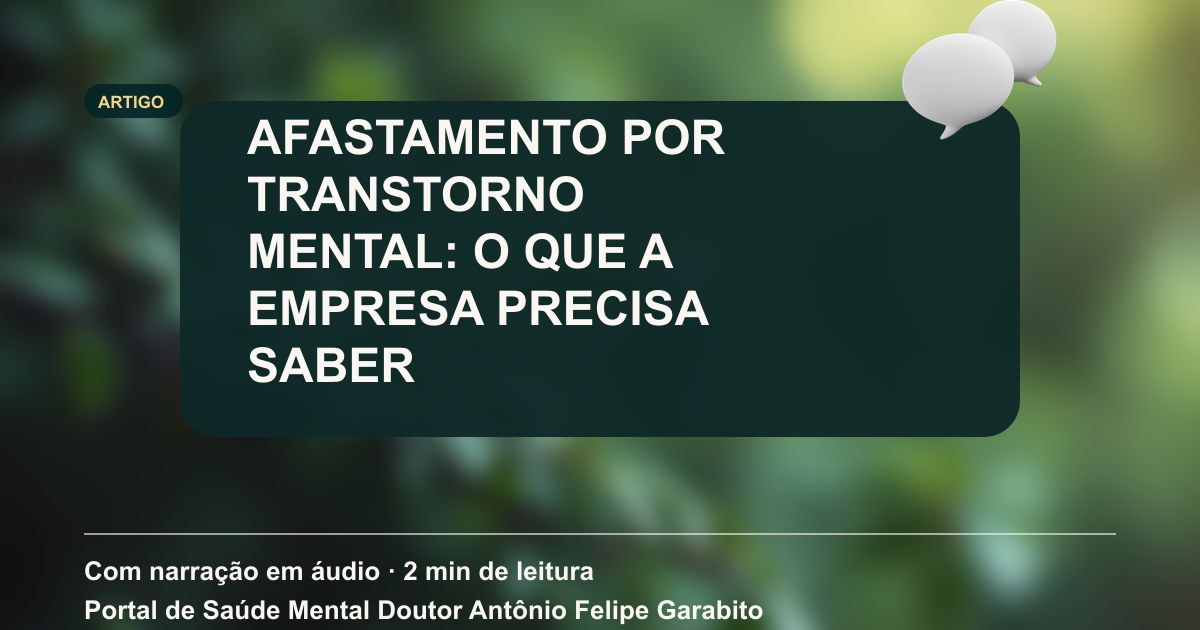 ARTIGO
AFASTAMENTO POR
TRANSTORNO
MENTAL: O QUE A
EMPRESA PRECISA
SABER
Com narração em áudio · 2 min de leitura
Portal de Saúde Mental Doutor Antônio Felipe Garabito